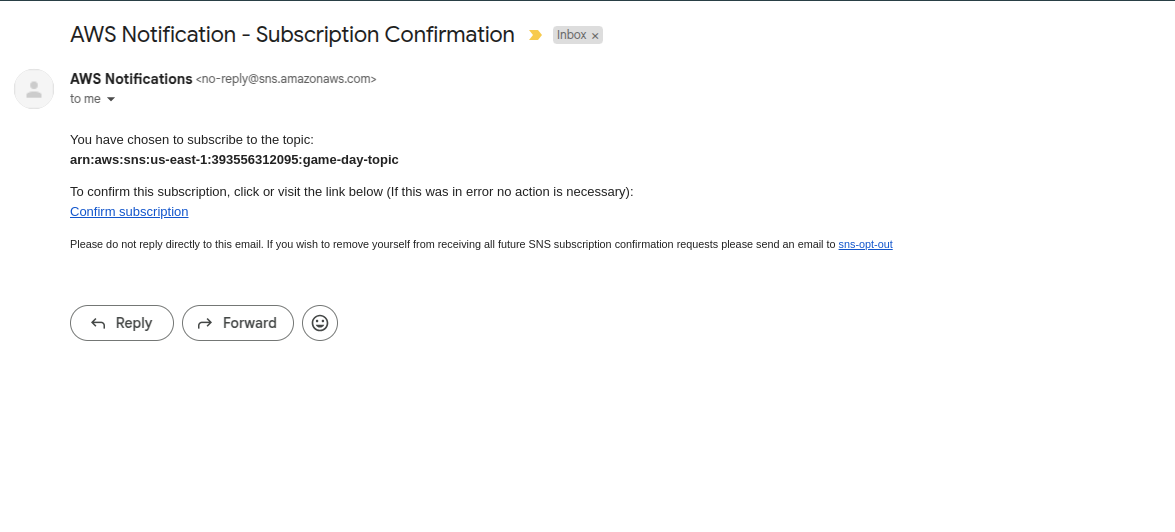 AWS Notification - Subscription Confirmation Inbox ×
AWS Notifications <no-reply@sns.amazonaws.com>
to me
You have chosen to subscribe to the topic:
arn:aws:sns:us-east-1:393556312095:game-day-topic
To confirm this subscription, click or visit the link below (If this was in error no action is necessary):
Confirm subscription
Please do not reply directly to this email. If you wish to remove yourself from receiving all future SNS subscription confirmation requests please send an email to sns-opt-out
Reply Forward